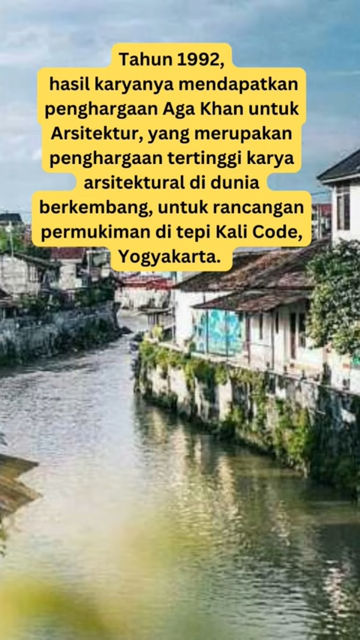 Tahun 1992,
hasil karyanya mendapatkan
penghargaan Aga Khan untuk
Arsitektur, yang merupakan
penghargaan tertinggi karya
arsitektural di dunia
berkembang, untuk rancangan
permukiman di tepi Kali Code,
Yogyakarta.